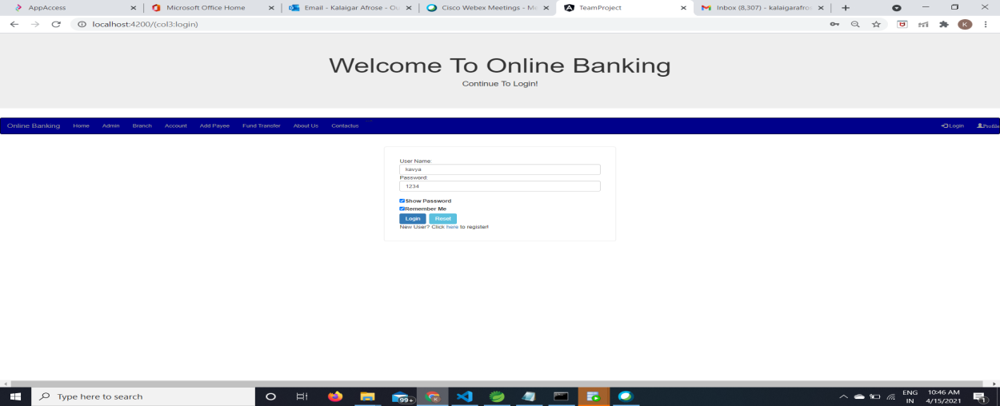 AppAccess
Microsoft Office Home
Email - Kalaigar Afrose - Ou
Cisco Webex Meetings - Mo
TeamProject
Inbox (8,307) - kalaigarafros
localhost:4200/(col3:login)
K
Welcome To Online Banking
Continue To Login!
Online Banking Home Admin Branch Account Add Payee Fund Transfer About Us Contactus Login Profile
User Name:
kavya
Password:
1234
Show Password
Remember Me
Login Reset
New User? Click here to register!
Type here to search
99+
ENG
IN
10:46 AM
4/15/2021